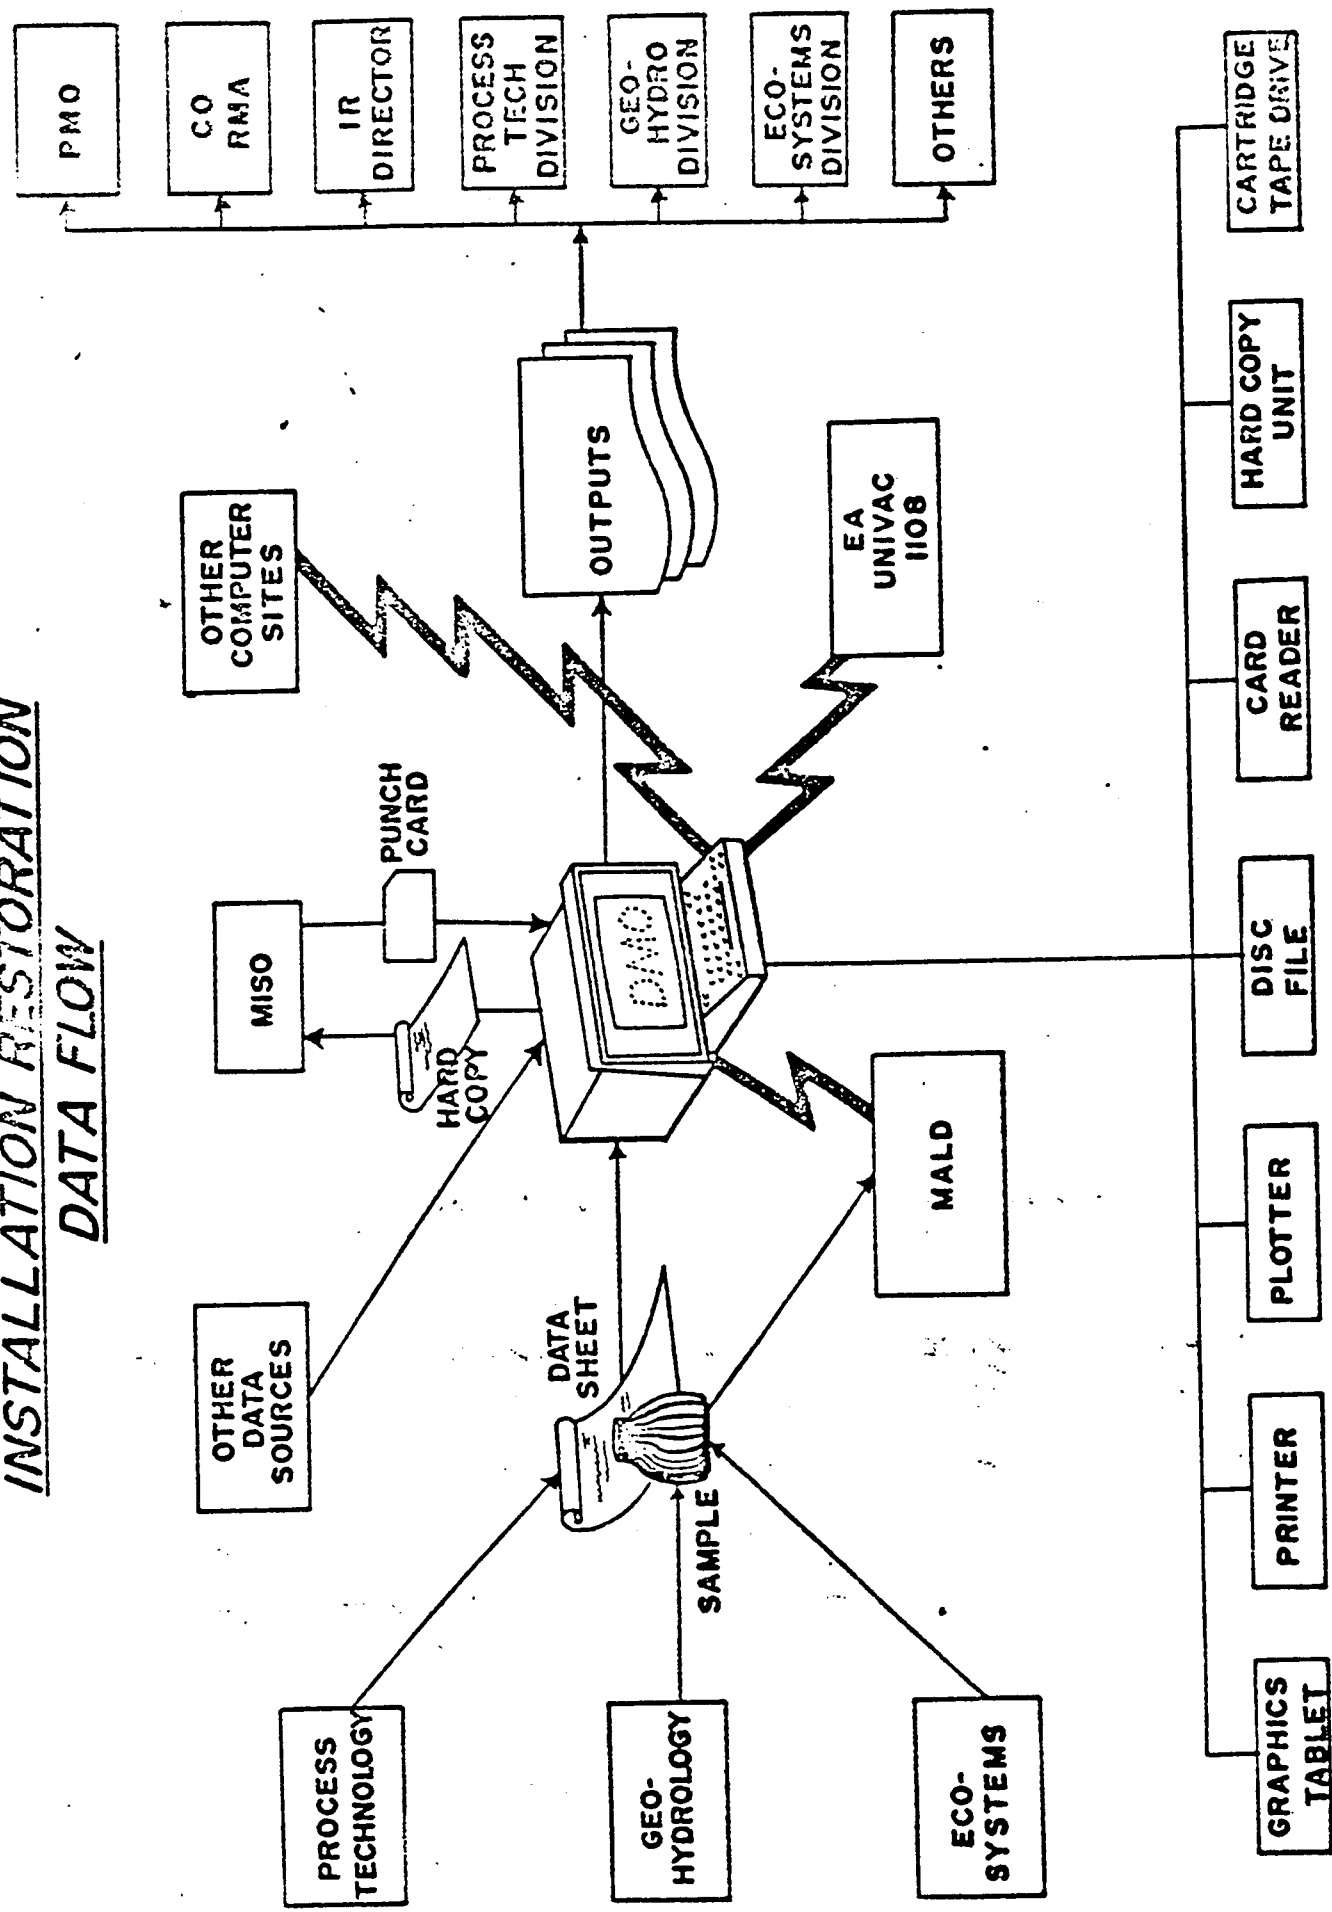 INSTALLATION RESTORATION
DATA FLOW
PROCESS
TECHNOLOGY
GEO-
HYDROLOGY
ECO-
SYSTEMS
OTHER
DATA
SOURCES
DATA
SHEET
SAMPLE
MISO
HARD
COPY
PUNCH
CARD
DMO
MALD
OTHER
COMPUTER
SITES
EA
UNIVAC
1108
OUTPUTS
PMO
CO
RMA
IR
DIRECTOR
PROCESS
TECH
DIVISION
GEO-
HYDRO
DIVISION
ECO-
SYSTEMS
DIVISION
OTHERS
GRAPHICS
TABLET
PRINTER
PLOTTER
DISC
FILE
CARD
READER
HARD COPY
UNIT
CARTRIDGE
TAPE DRIVE